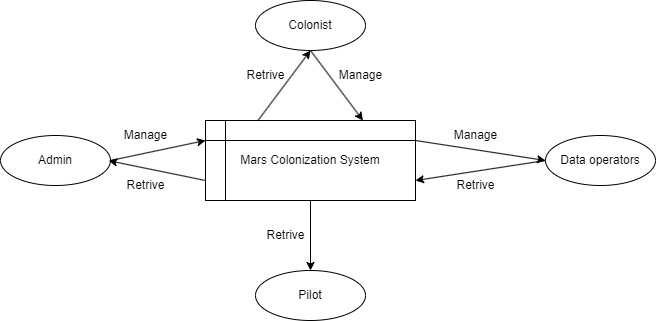 Colonist
Retrive
Manage
Manage
Manage
Admin
Mars Colonization System
Data operators
Retrive
Retrive
Retrive
Pilot